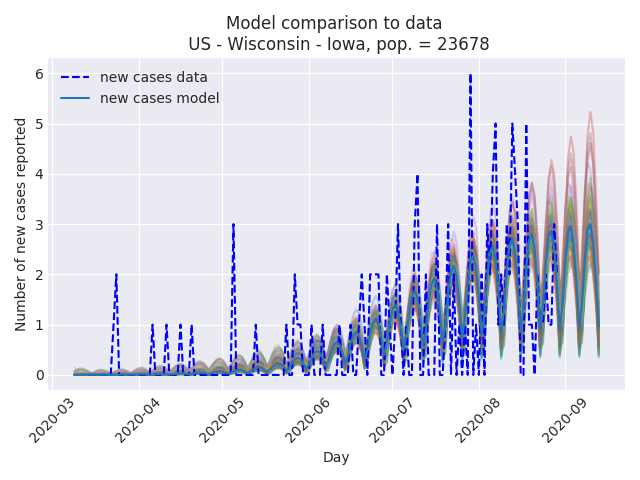 Model comparison to data
US - Wisconsin - Iowa, pop. = 23678
new cases data
new cases model
Number of new cases reported
6
5
4
3
2
1
0
2020-03
2020-04
2020-05
2020-06
2020-07
2020-08
2020-09
Day